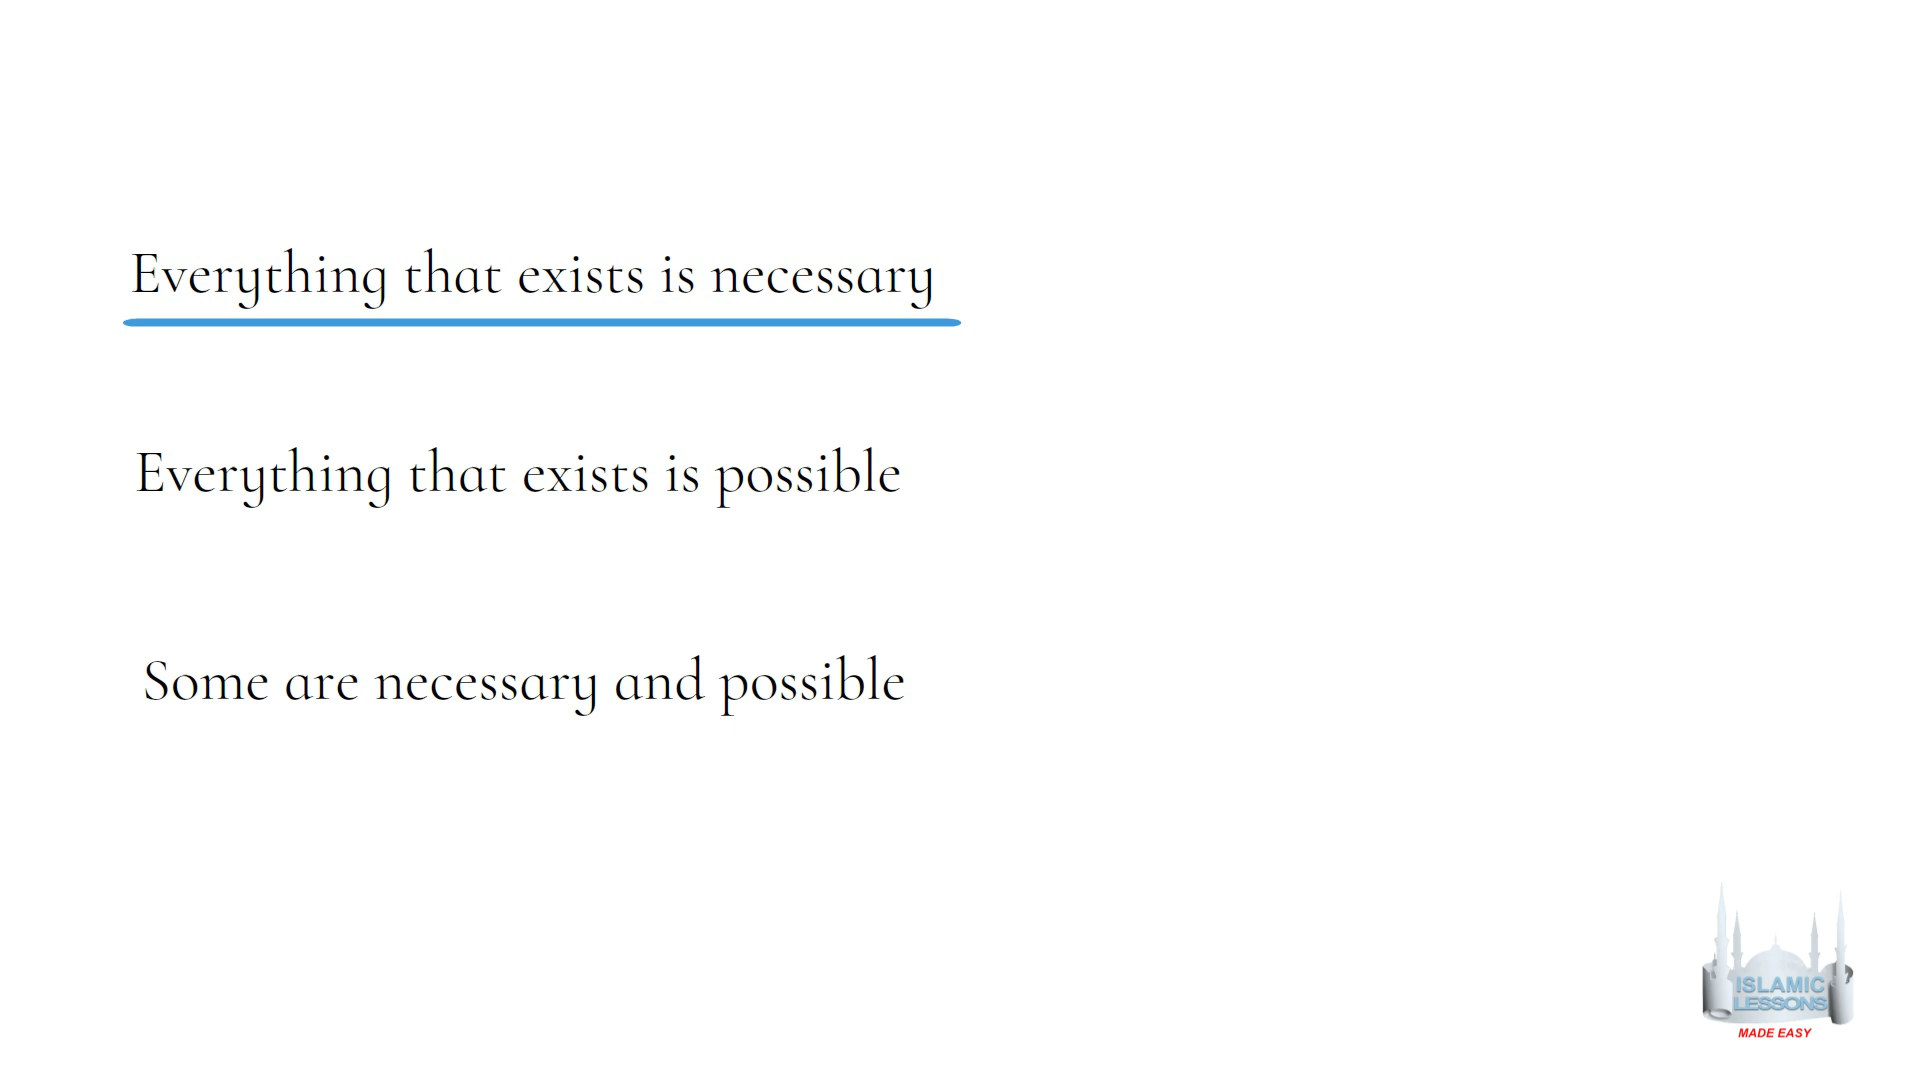 Everything that exists is necessary
Everything that exists is possible
Some are necessary and possible
ISLAMIC
LESSONS
MADE EASY